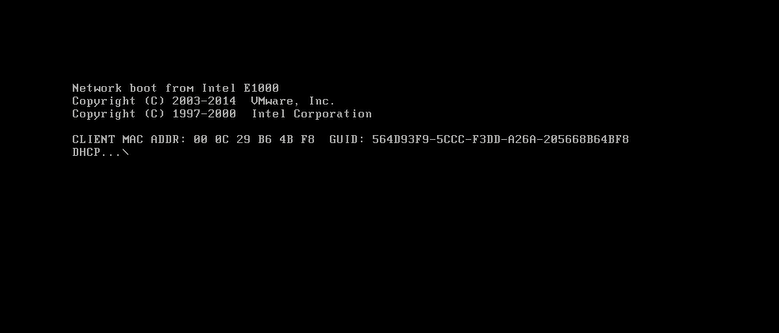 Network boot from Intel E1000
Copyright (C) 2003-2014  VMware, Inc.
Copyright (C) 1997-2000  Intel Corporation
CLIENT MAC ADDR: 00 0C 29 B6 4B F8  GUID: 564D93F9-5CCC-F3DD-A26A-205668B64BF8
DHCP...\